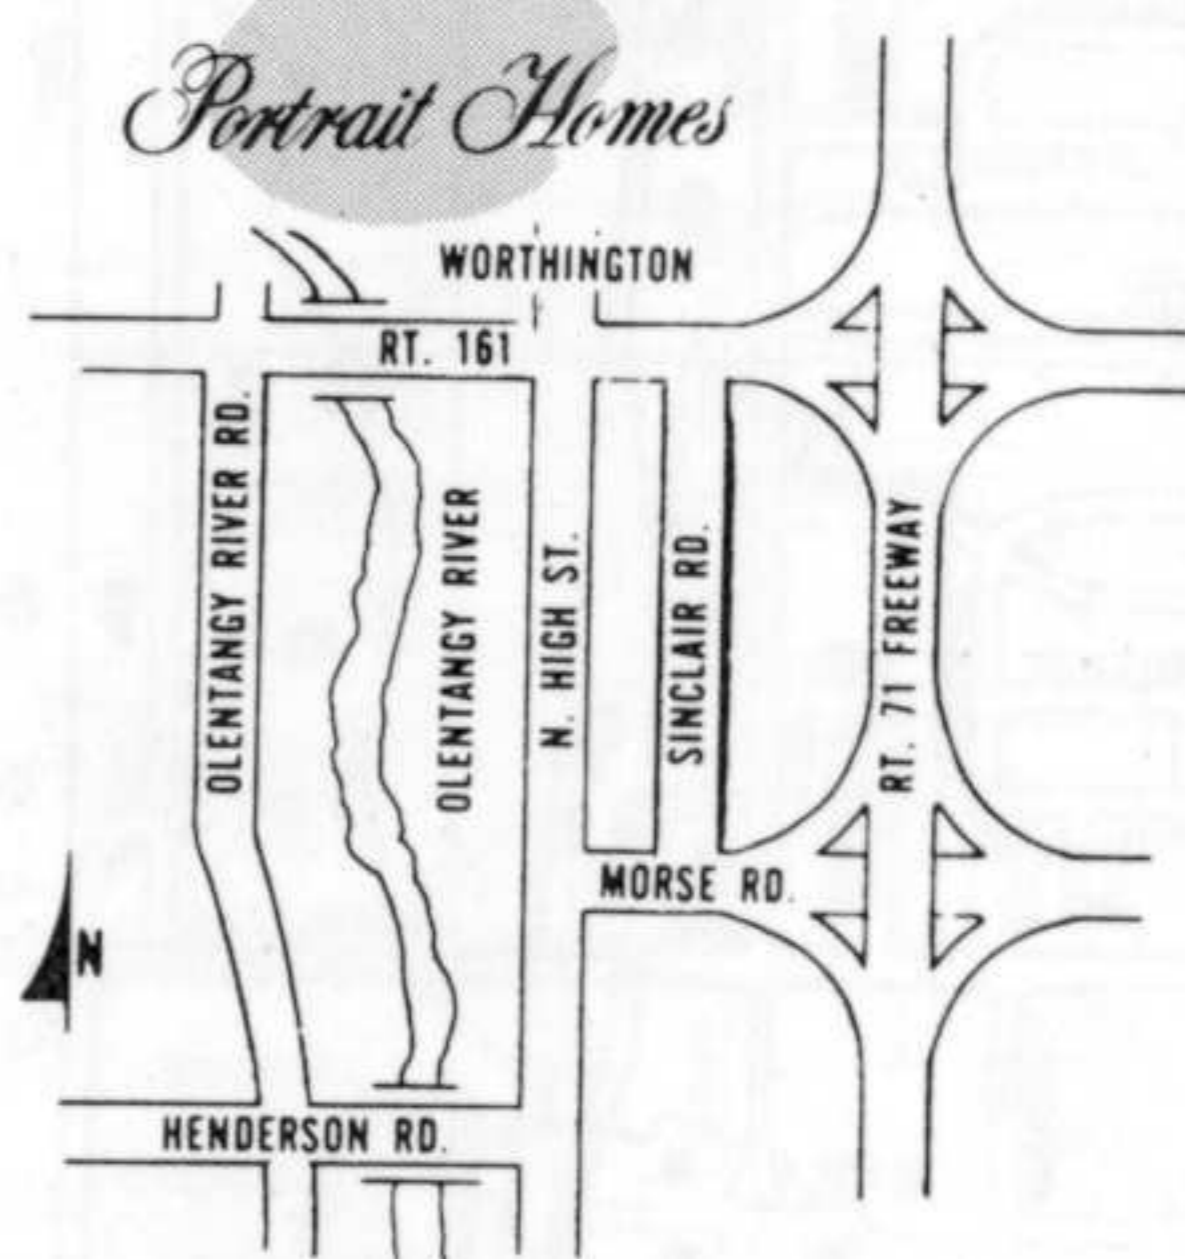 Portrait Homes
WORTHINGTON
RT. 161
OLENTANGY RIVER RD.
OLENTANGY RIVER
N. HIGH ST.
SINCLAIR RD.
RT. 71 FREEWAY
MORSE RD.
N
HENDERSON RD.